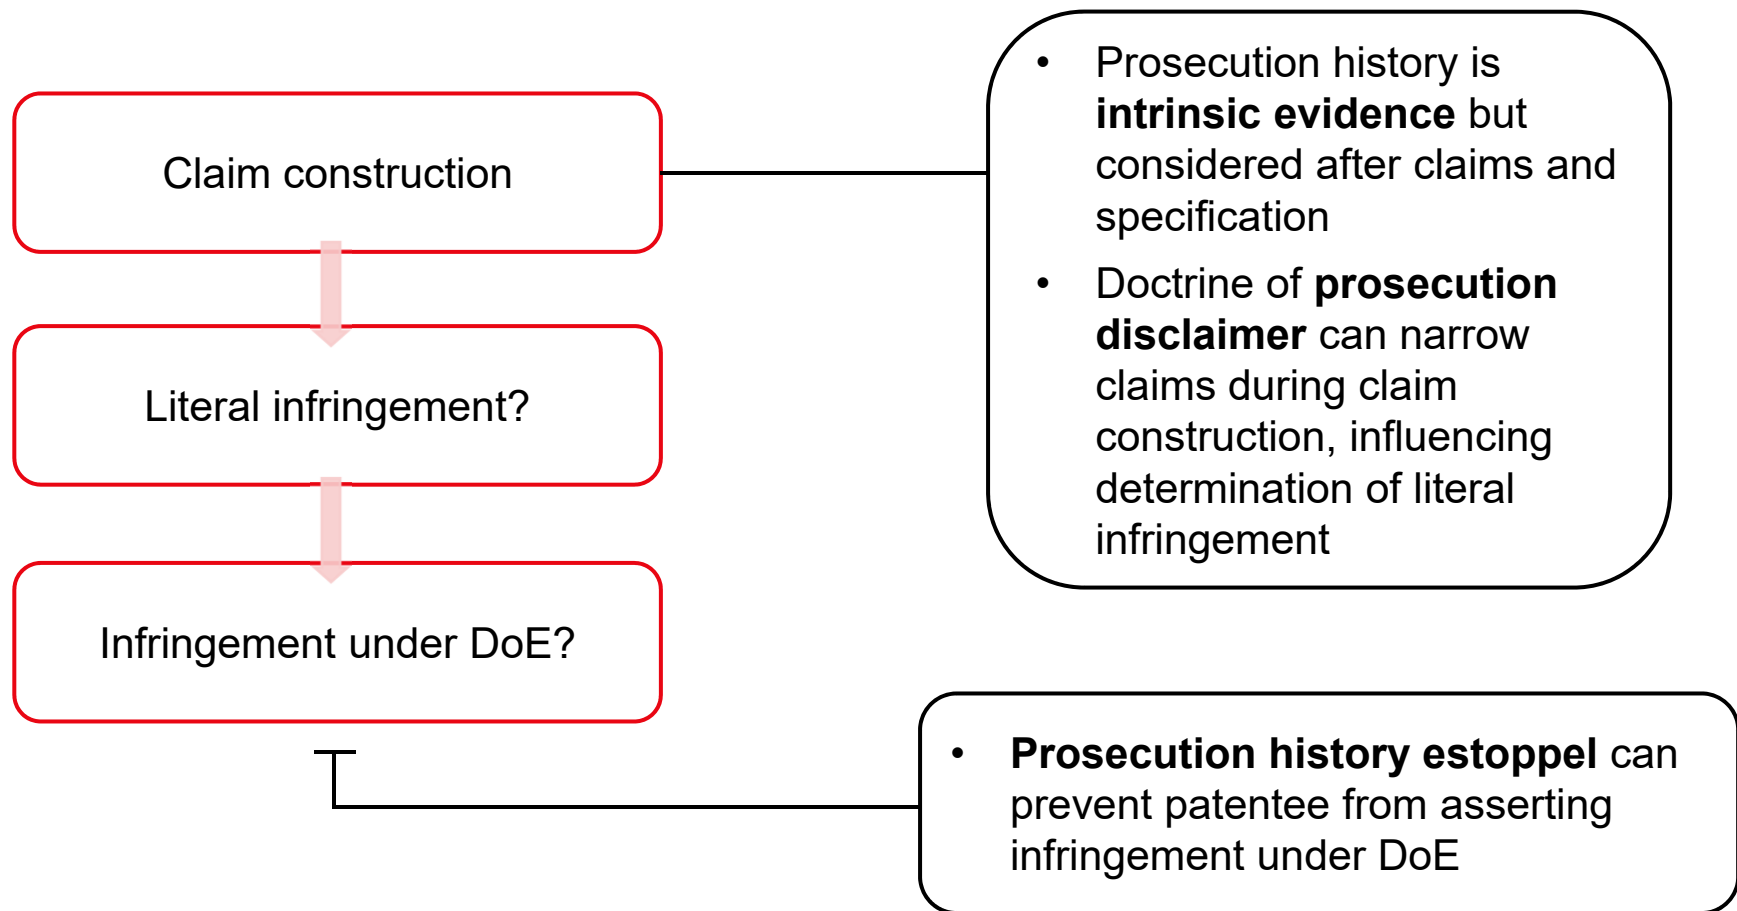 Claim construction
Literal infringement?
Infringement under DoE?
• Prosecution history is
intrinsic evidence but
considered after claims and
specification
• Doctrine of prosecution
disclaimer can narrow
claims during claim
construction, influencing
determination of literal
infringement
• Prosecution history estoppel can
prevent patentee from asserting
infringement under DoE